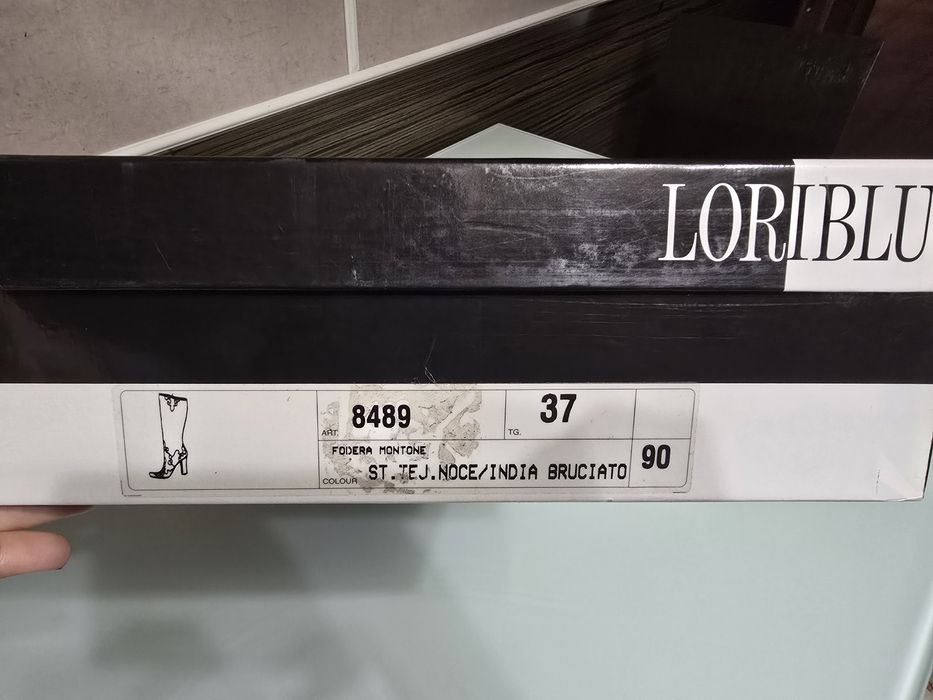 LORIBLU
ART. 8489
TG. 37
FODERA MONTONE
COLOUR ST.TEJ.NOCE/INDIA BRUCIATO
90